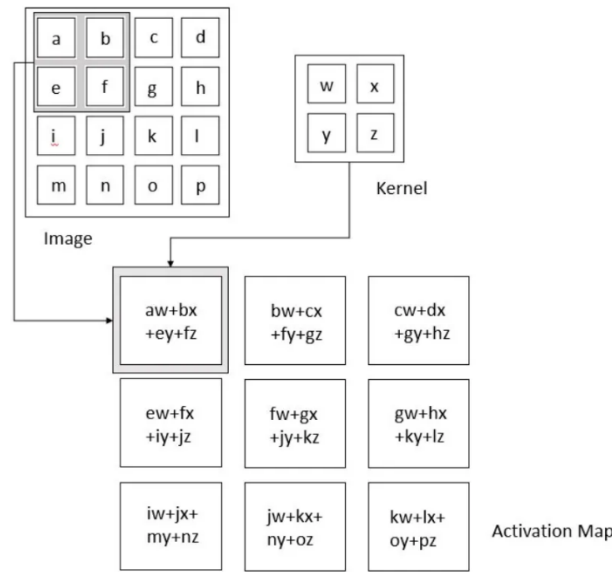 a b c d
w x
e f g h
y z
i j k l
m n o p
Kernel
Image
aw+bx bw+cx cw+dx
+ey+fz +fy+gz +gy+hz
ew+fx fw+gx gw+hx
+iy+jz +jy+kz +ky+lz
iw+jx+ jw+kx+ kw+lx+
my+nz ny+oz oy+pz
Activation Map